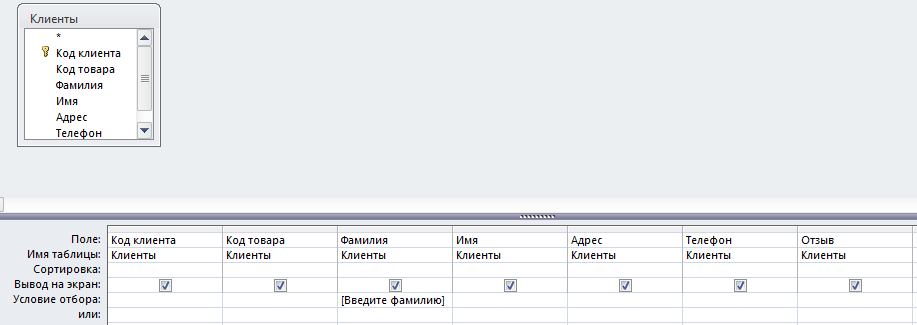 Клиенты
*
Код клиента
Код товара
Фамилия
Имя
Адрес
Телефон
Поле: Код клиента Код товара Фамилия Имя Адрес Телефон Отзыв
Имя таблицы: Клиенты Клиенты Клиенты Клиенты Клиенты Клиенты Клиенты
Сортировка:
Вывод на экран:
Условие отбора: [Введите фамилию]
или: